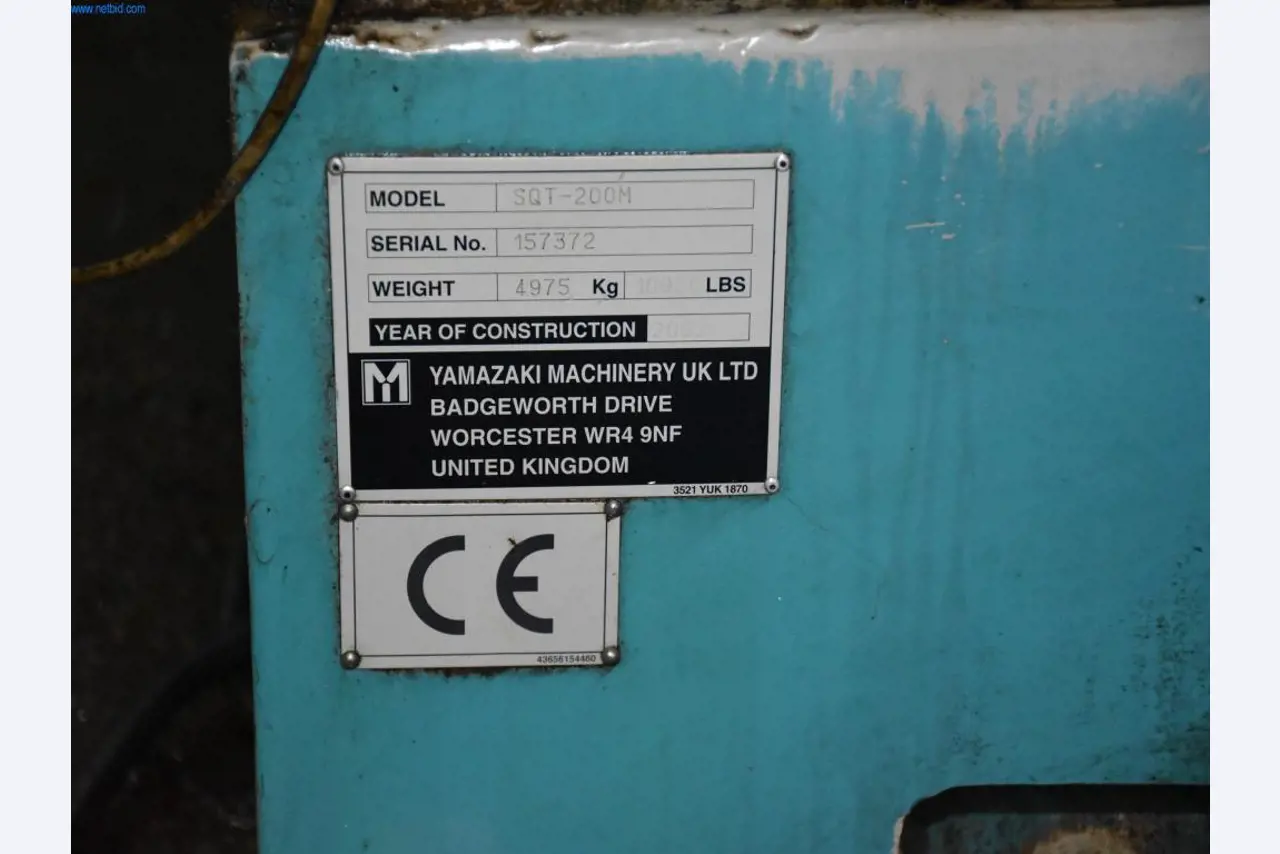 www.netbid.com
MODEL SQT-200M
SERIAL No. 157372
WEIGHT 4975 Kg LBS
YEAR OF CONSTRUCTION
YAMAZAKI MACHINERY UK LTD
BADGEWORTH DRIVE
WORCESTER WR4 9NF
UNITED KINGDOM
3521 YUK 1870
CE
43656154460